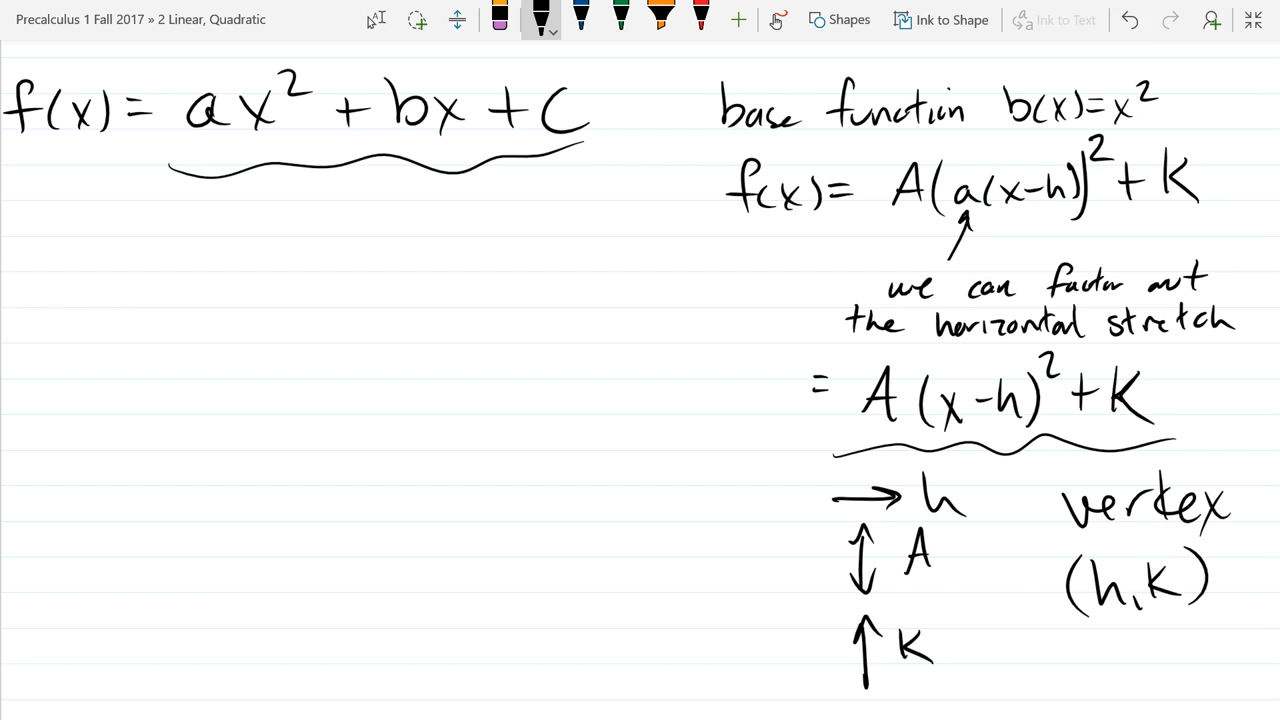 Precalculus 1 Fall 2017 » 2 Linear, Quadratic
Shapes
Ink to Shape
Ink to Text
f(x) = ax² + bx + c
base function b(x)=x²
f(x) = A(a(x-h))² + K
we can factor out
the horizontal stretch
= A(x-h)² + K
→ h
vertex
↕ A
(h,K)
↑ K